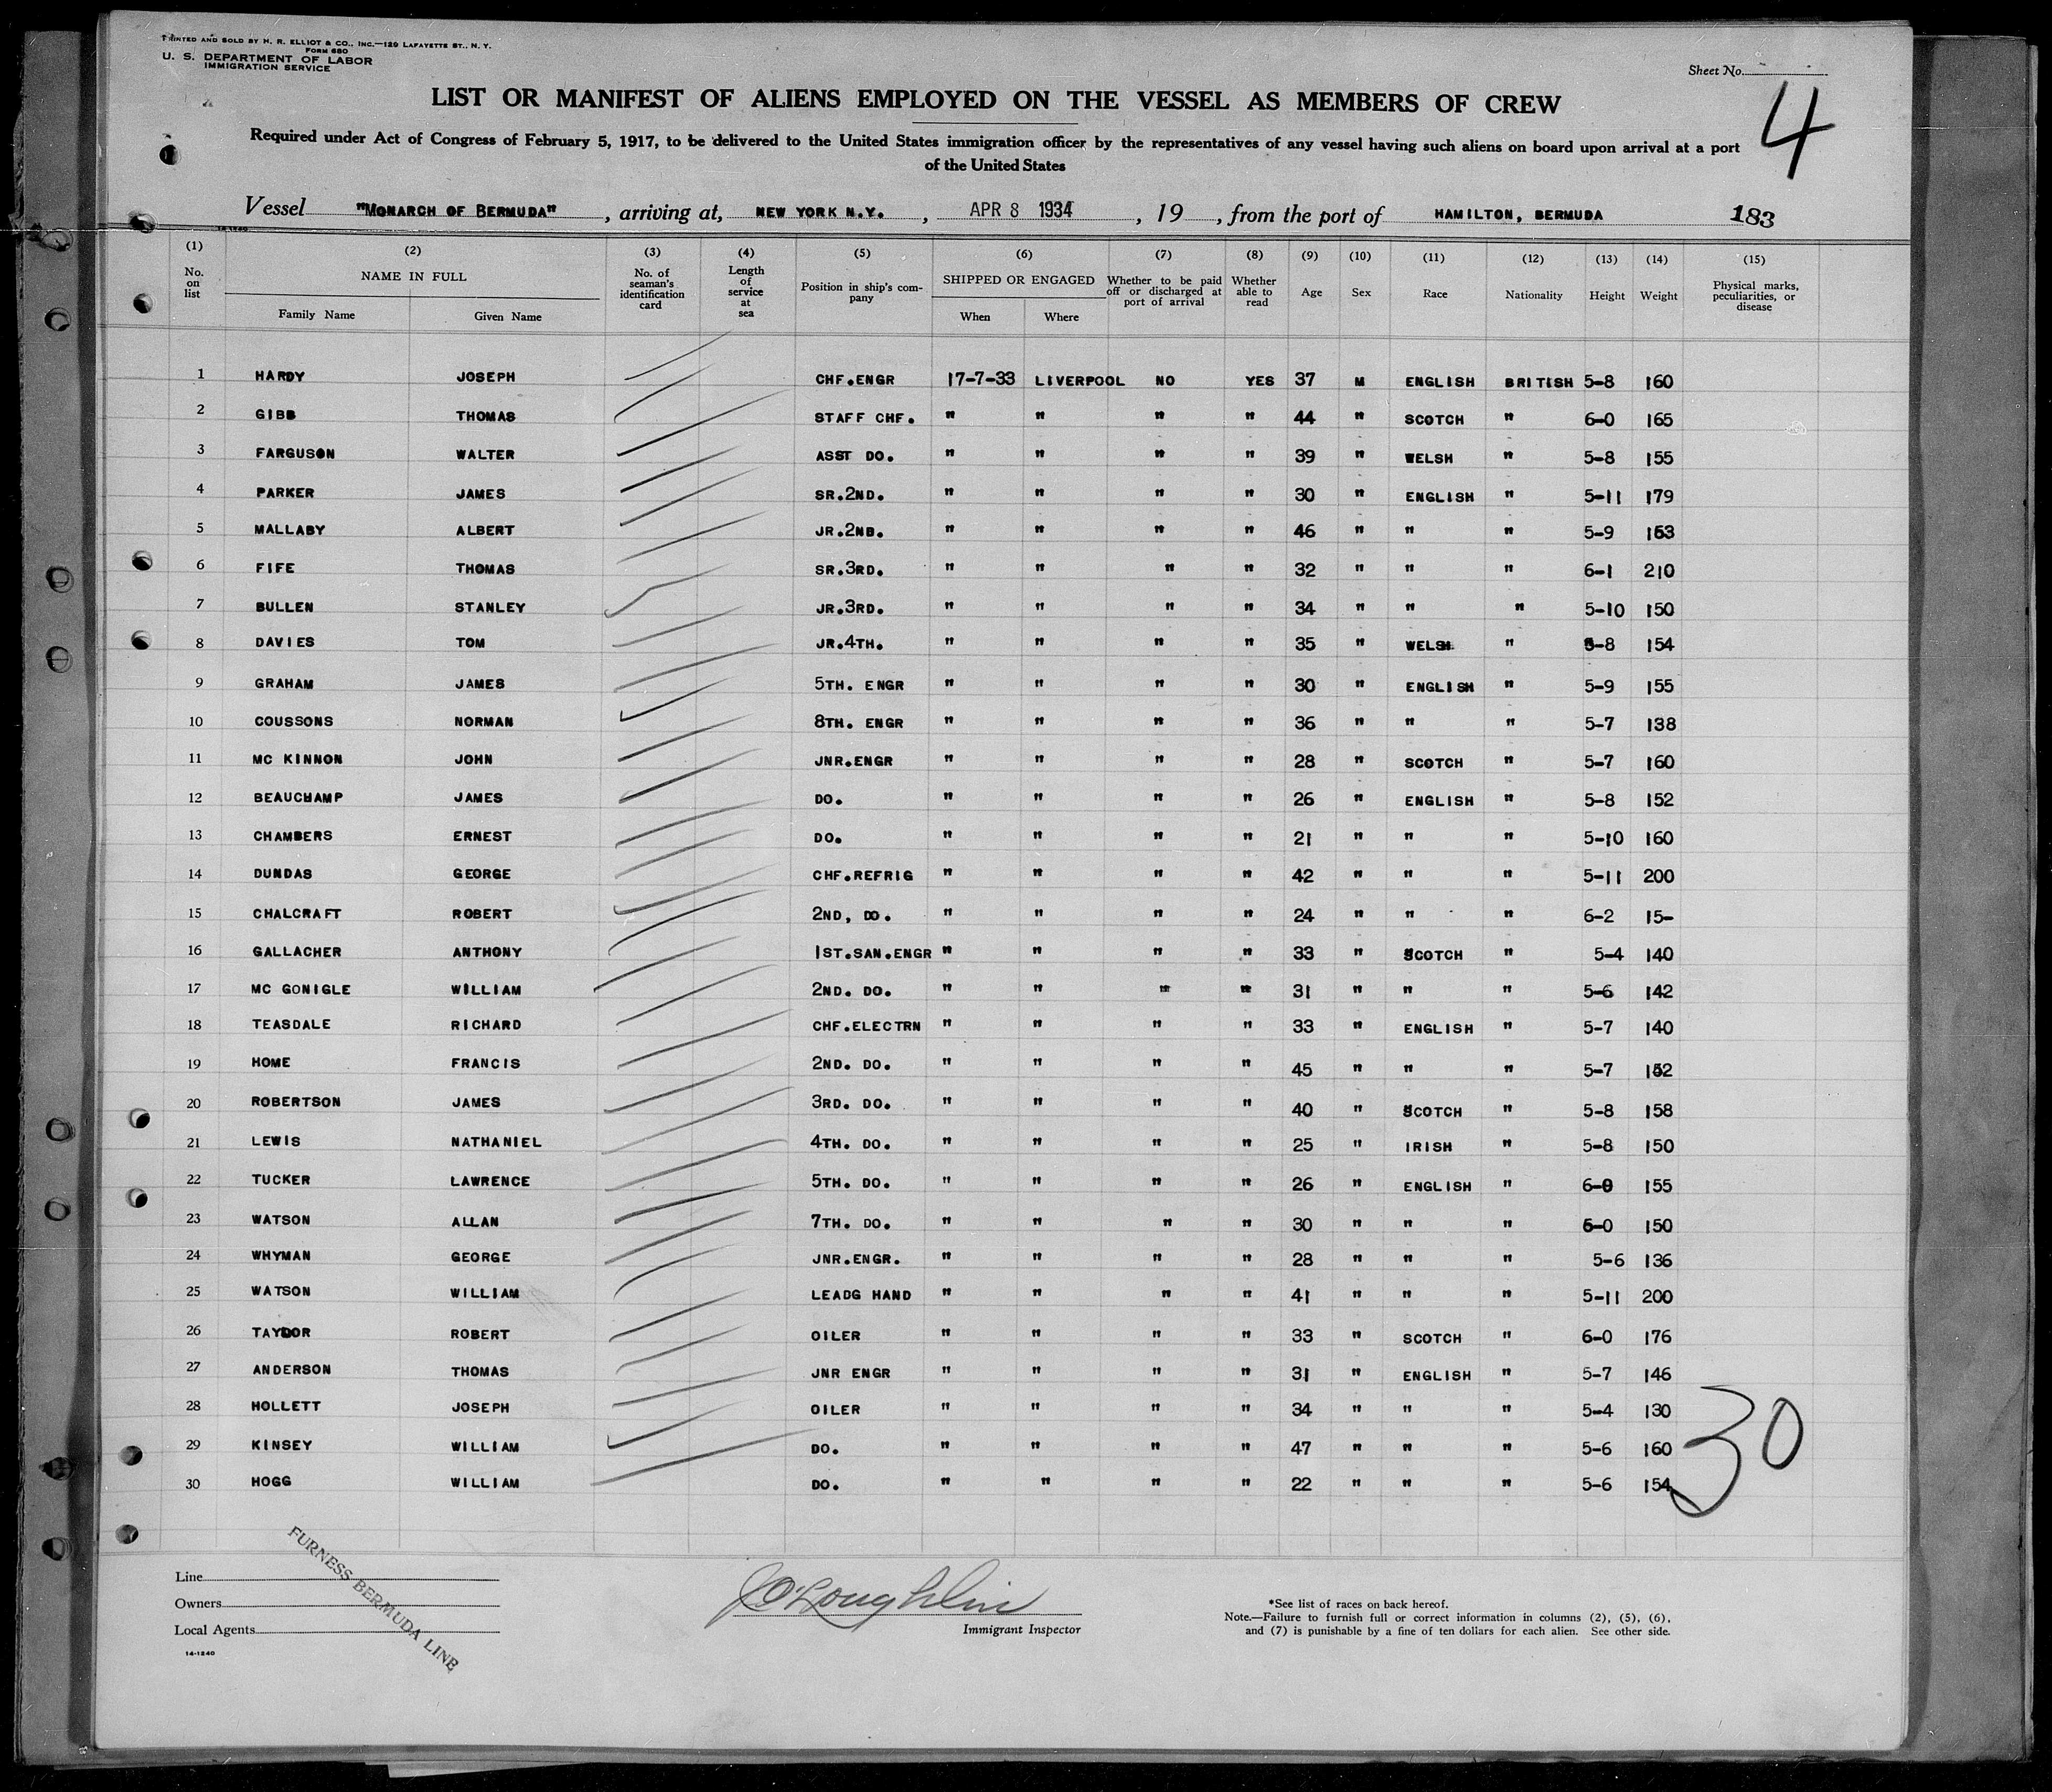 PRINTED AND SOLD BY H. R. ELLIOT & CO., INC.—129 LAFAYETTE ST., N. Y.
FORM 680
U. S. DEPARTMENT OF LABOR
IMMIGRATION SERVICE
Sheet No.
4
LIST OR MANIFEST OF ALIENS EMPLOYED ON THE VESSEL AS MEMBERS OF CREW
Required under Act of Congress of February 5, 1917, to be delivered to the United States immigration officer by the representatives of any vessel having such aliens on board upon arrival at a port
of the United States
Vessel "MONARCH OF BERMUDA", arriving at, NEW YORK N.Y., APR 8 1934, 19 , from the port of HAMILTON, BERMUDA 183
14-1240
(1) (2) (3) (4) (5) (6) (7) (8) (9) (10) (11) (12) (13) (14) (15)
No. on list NAME IN FULL Family Name Given Name No. of seaman's identification card Length of service at sea Position in ship's company SHIPPED OR ENGAGED When Where Whether to be paid off or discharged at port of arrival Whether able to read Age Sex Race Nationality Height Weight Physical marks, peculiarities, or disease
1 HARDY JOSEPH CHF.ENGR 17-7-33 LIVERPOOL NO YES 37 M ENGLISH BRITISH 5-8 160
2 GIBB THOMAS STAFF CHF. " " " " 44 " SCOTCH " 6-0 165
3 FARGUSON WALTER ASST DO. " " " " 39 " WELSH " 5-8 155
4 PARKER JAMES SR.2ND. " " " " 30 " ENGLISH " 5-11 179
5 MALLABY ALBERT JR.2ND. " " " " 46 " " " 5-9 163
6 FIFE THOMAS SR.3RD. " " " " 32 " " " 6-1 210
7 BULLEN STANLEY JR.3RD. " " " " 34 " " " 5-10 150
8 DAVIES TOM JR.4TH. " " " " 35 " WELSH " 5-8 154
9 GRAHAM JAMES 5TH. ENGR " " " " 30 " ENGLISH " 5-9 155
10 COUSSONS NORMAN 8TH. ENGR " " " " 36 " " " 5-7 138
11 MC KINNON JOHN JNR.ENGR " " " " 28 " SCOTCH " 5-7 160
12 BEAUCHAMP JAMES DO. " " " " 26 " ENGLISH " 5-8 152
13 CHAMBERS ERNEST DO. " " " " 21 " " " 5-10 160
14 DUNDAS GEORGE CHF.REFRIG " " " " 42 " " " 5-11 200
15 CHALCRAFT ROBERT 2ND, DO. " " " " 24 " " " 6-2 15-
16 GALLACHER ANTHONY 1ST.SAN.ENGR " " " " 33 " SCOTCH " 5-4 140
17 MC GONIGLE WILLIAM 2ND. DO. " " " " 31 " " " 5-6 142
18 TEASDALE RICHARD CHF.ELECTRN " " " " 33 " ENGLISH " 5-7 140
19 HOME FRANCIS 2ND. DO. " " " " 45 " " " 5-7
20 ROBERTSON JAMES 3RD. DO. " " " " 40 " SCOTCH " 5-8 158
21 LEWIS NATHANIEL 4TH. DO. " " " " 25 " IRISH " 5-8 150
22 TUCKER LAWRENCE 5TH. DO. " " " " 26 " ENGLISH " 6-0 155
23 WATSON ALLAN 7TH. DO. " " " " 30 " " " 6-0 150
24 WHYMAN GEORGE JNR.ENGR. " " " " 28 " " " 5-6 136
25 WATSON WILLIAM LEADG HAND " " " " 41 " " " 5-11 200
26 TAYLOR ROBERT OILER " " " " 33 " SCOTCH " 6-0 176
27 ANDERSON THOMAS JNR ENGR " " " " 31 " ENGLISH " 5-7 146
28 HOLLETT JOSEPH OILER " " " " 34 " " " 5-4 130
29 KINSEY WILLIAM DO. " " " " 47 " " " 5-6 160
30 HOGG WILLIAM DO. " " " " 22 " " " 5-6 154
30
Line
Owners
Local Agents
FURNESS BERMUDA LINE
14-1240
J O'Loughlin
Immigrant Inspector
*See list of races on back hereof.
Note.—Failure to furnish full or correct information in columns (2), (5), (6),
and (7) is punishable by a fine of ten dollars for each alien. See other side.